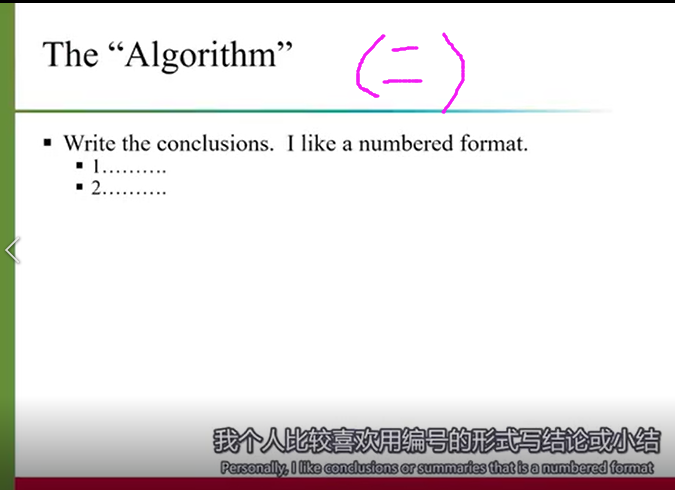 The “Algorithm” (二)
▪ Write the conclusions. I like a numbered format.
▪ 1..........
▪ 2..........
我个人比较喜欢用编号的形式写结论或小结
Personally, I like conclusions or summaries that is a numbered format